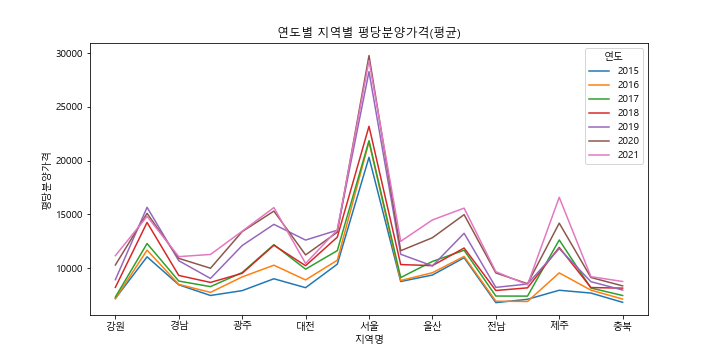 연도별 지역별 평당분양가격(평균)
30000
25000
20000
15000
10000
평당분양가격
연도
2015
2016
2017
2018
2019
2020
2021
강원 경남 광주 대전 서울 울산 전남 제주 충북
지역명